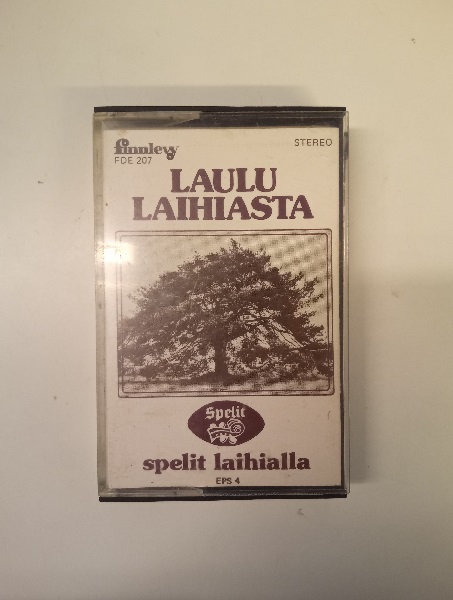 finnlevy
STEREO
FDE 207
LAULU
LAIHIASTA
Spelit
spelit laihialla
EPS 4